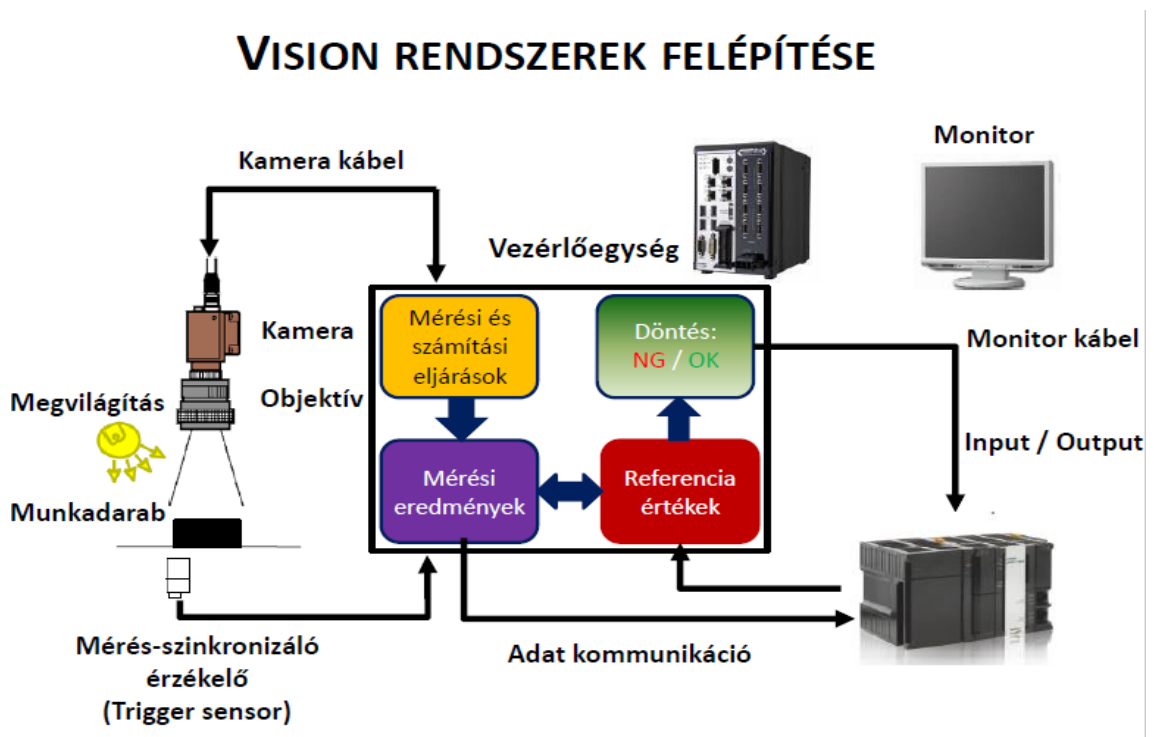 VISION RENDSZEREK FELÉPÍTÉSE
Monitor
Kamera kábel
Vezérlőegység
Kamera
Mérési és
számítási
eljárások
Döntés:
NG / OK
Monitor kábel
Objektív
Megvilágítás
Input / Output
Mérési
eredmények
Referencia
értékek
Munkadarab
Mérés-szinkronizáló
érzékelő
(Trigger sensor)
Adat kommunikáció